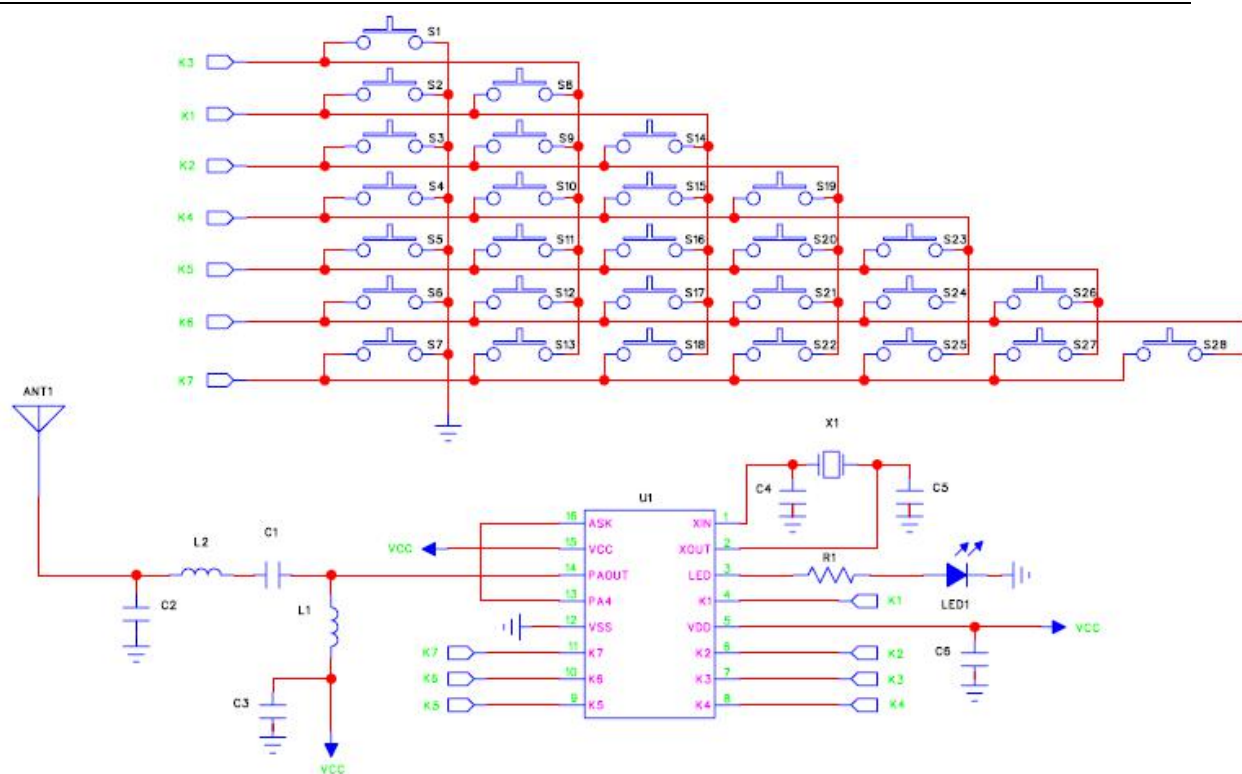 S1
K3
S2 S8
K1
S3 S9 S14
K2
S4 S10 S15 S19
K4
S5 S11 S16 S20 S23
K5
S6 S12 S17 S21 S24 S26
K6
S7 S13 S18 S22 S25 S27 S28
K7
ANT1
X1
C4 C5
U1
16 ASK XIN 1
VCC 15 VCC XOUT 2
L2 C1
14 PAOUT LED 3 R1
LED1
C2 L1
13 PA4 K1 4 K1
12 VSS VDD 5 VCC
K7 11 K7 K2 6 K2
C6
K6 10 K6 K3 7 K3
K5 9 K5 K4 8 K4
C3
VCC